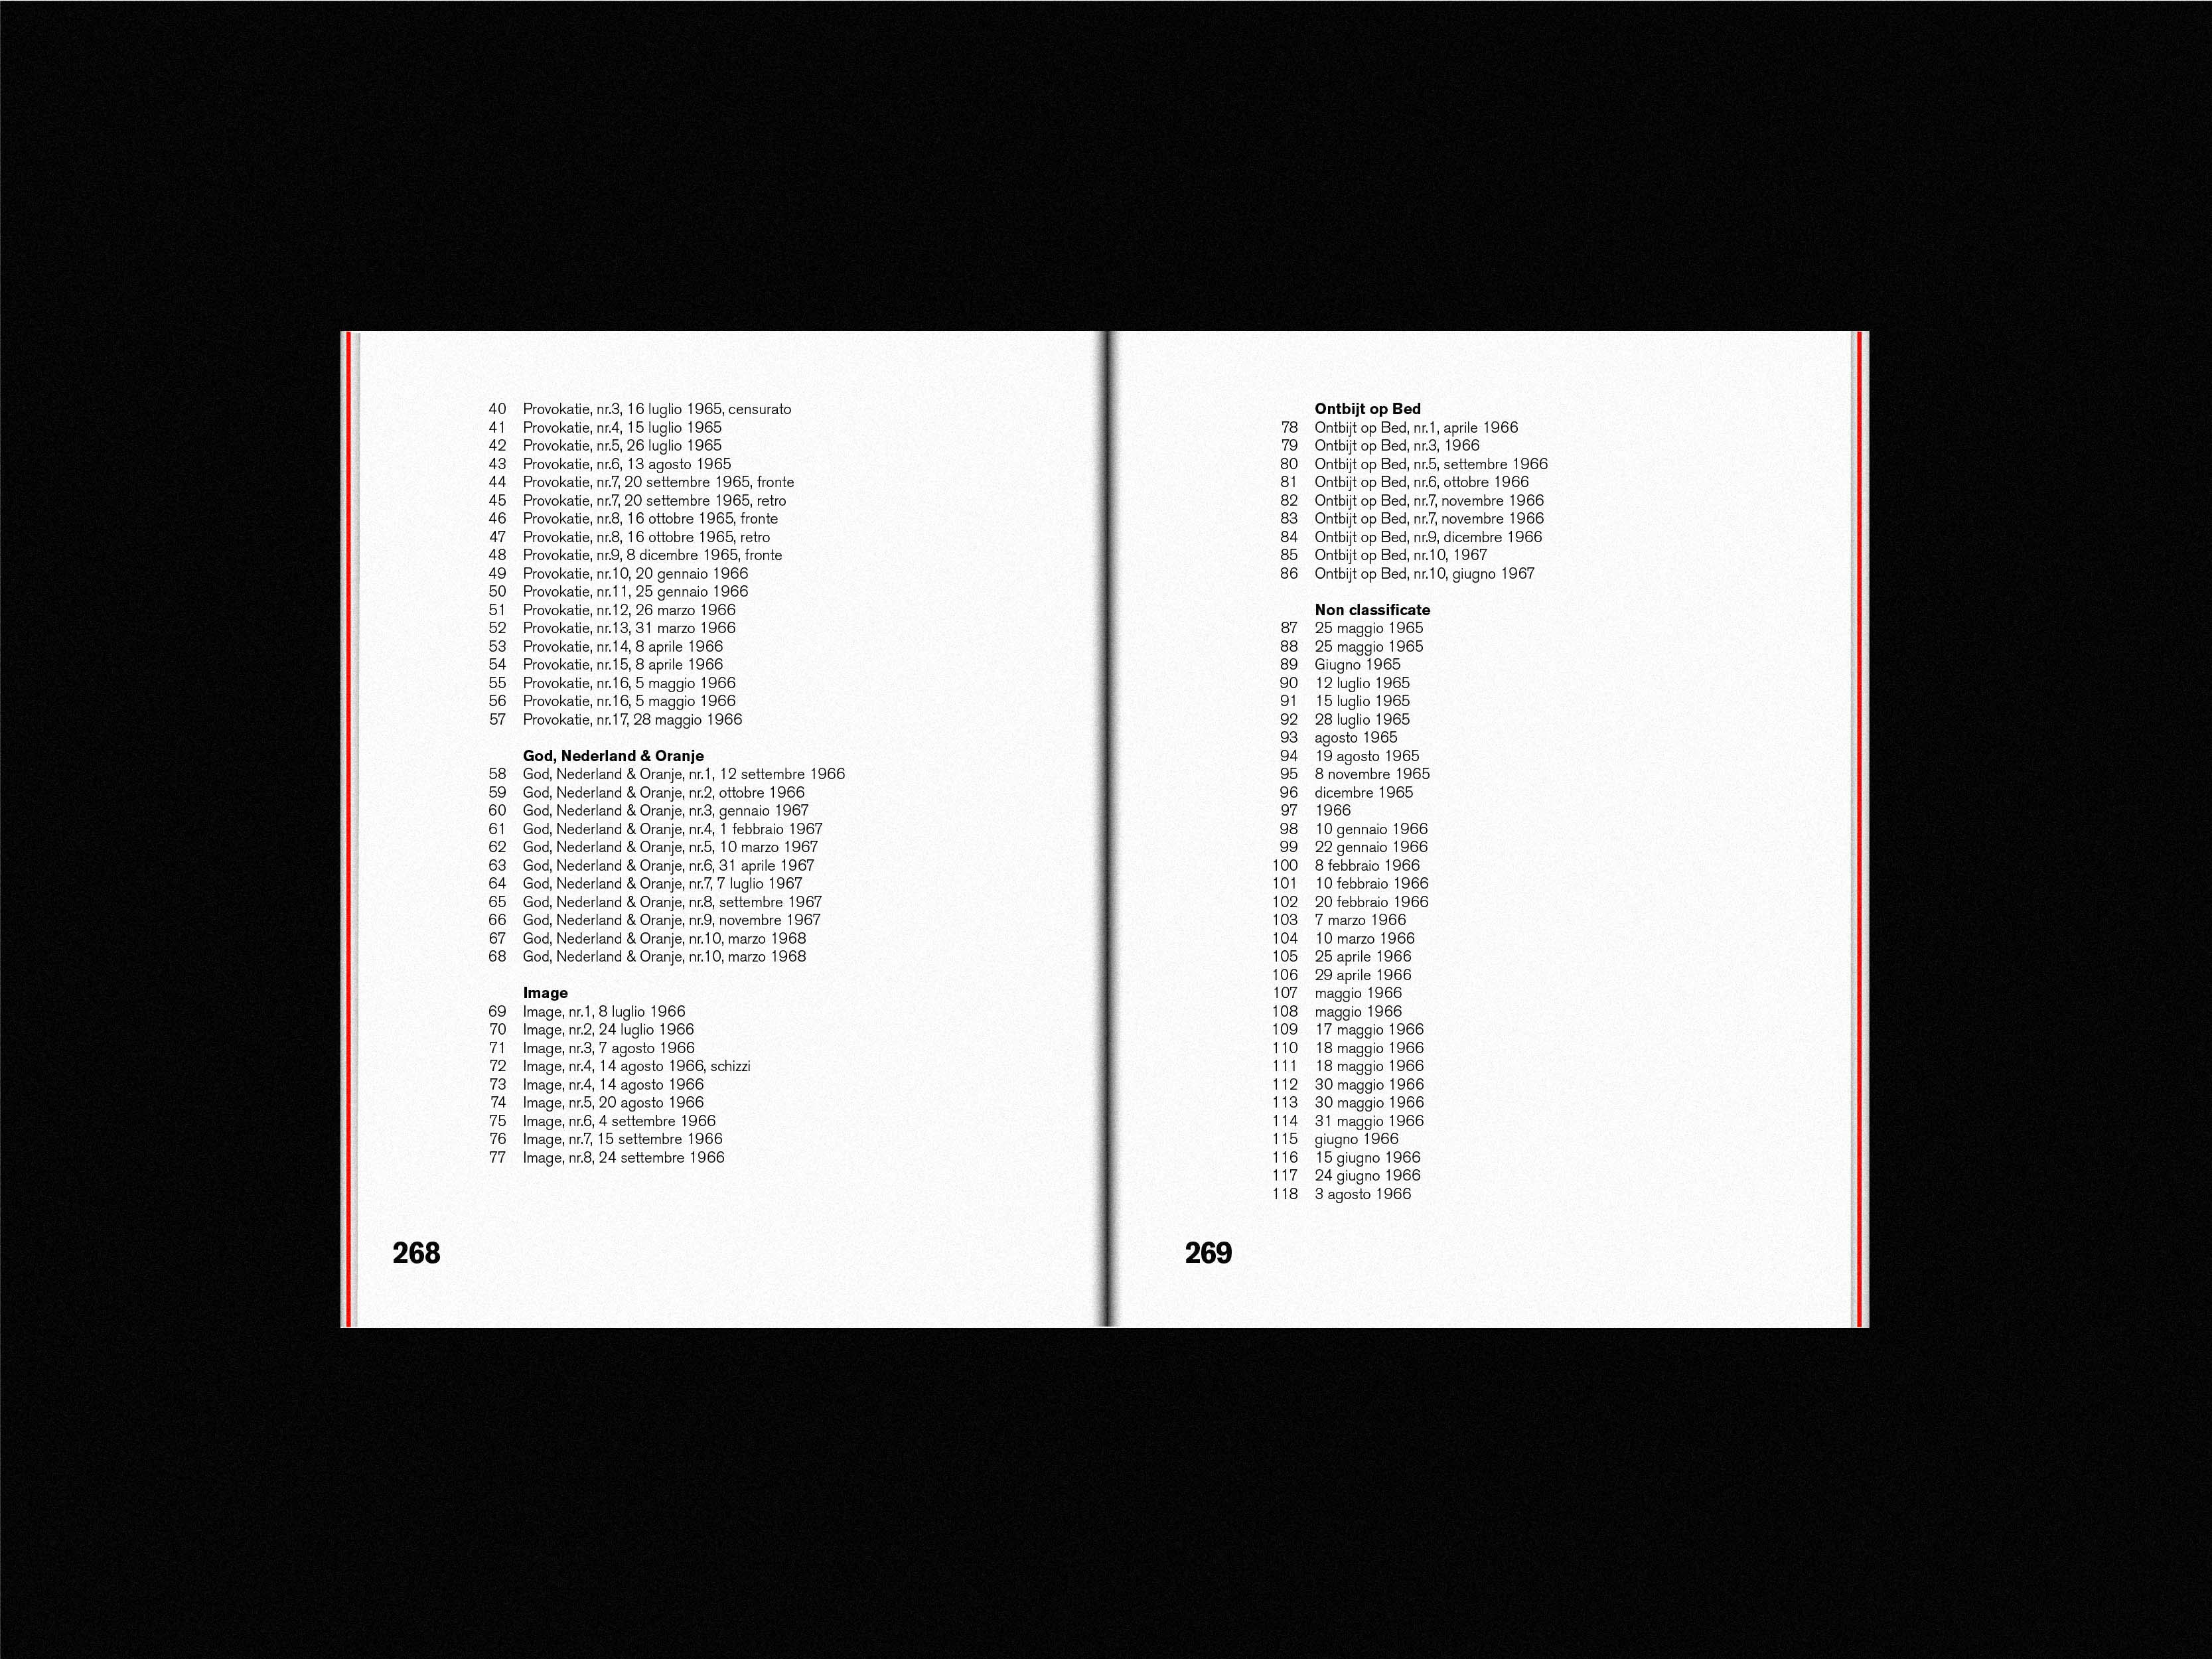 40 Provokatie, nr.3, 16 luglio 1965, censurato
41 Provokatie, nr.4, 15 luglio 1965
42 Provokatie, nr.5, 26 luglio 1965
43 Provokatie, nr.6, 13 agosto 1965
44 Provokatie, nr.7, 20 settembre 1965, fronte
45 Provokatie, nr.7, 20 settembre 1965, retro
46 Provokatie, nr.8, 16 ottobre 1965, fronte
47 Provokatie, nr.8, 16 ottobre 1965, retro
48 Provokatie, nr.9, 8 dicembre 1965, fronte
49 Provokatie, nr.10, 20 gennaio 1966
50 Provokatie, nr.11, 25 gennaio 1966
51 Provokatie, nr.12, 26 marzo 1966
52 Provokatie, nr.13, 31 marzo 1966
53 Provokatie, nr.14, 8 aprile 1966
54 Provokatie, nr.15, 8 aprile 1966
55 Provokatie, nr.16, 5 maggio 1966
56 Provokatie, nr.16, 5 maggio 1966
57 Provokatie, nr.17, 28 maggio 1966
God, Nederland & Oranje
58 God, Nederland & Oranje, nr.1, 12 settembre 1966
59 God, Nederland & Oranje, nr.2, ottobre 1966
60 God, Nederland & Oranje, nr.3, gennaio 1967
61 God, Nederland & Oranje, nr.4, 1 febbraio 1967
62 God, Nederland & Oranje, nr.5, 10 marzo 1967
63 God, Nederland & Oranje, nr.6, 31 aprile 1967
64 God, Nederland & Oranje, nr.7, 7 luglio 1967
65 God, Nederland & Oranje, nr.8, settembre 1967
66 God, Nederland & Oranje, nr.9, novembre 1967
67 God, Nederland & Oranje, nr.10, marzo 1968
68 God, Nederland & Oranje, nr.10, marzo 1968
Image
69 Image, nr.1, 8 luglio 1966
70 Image, nr.2, 24 luglio 1966
71 Image, nr.3, 7 agosto 1966
72 Image, nr.4, 14 agosto 1966, schizzi
73 Image, nr.4, 14 agosto 1966
74 Image, nr.5, 20 agosto 1966
75 Image, nr.6, 4 settembre 1966
76 Image, nr.7, 15 settembre 1966
77 Image, nr.8, 24 settembre 1966
268
Ontbijt op Bed
78 Ontbijt op Bed, nr.1, aprile 1966
79 Ontbijt op Bed, nr.3, 1966
80 Ontbijt op Bed, nr.5, settembre 1966
81 Ontbijt op Bed, nr.6, ottobre 1966
82 Ontbijt op Bed, nr.7, novembre 1966
83 Ontbijt op Bed, nr.7, novembre 1966
84 Ontbijt op Bed, nr.9, dicembre 1966
85 Ontbijt op Bed, nr.10, 1967
86 Ontbijt op Bed, nr.10, giugno 1967
Non classificate
87 25 maggio 1965
88 25 maggio 1965
89 Giugno 1965
90 12 luglio 1965
91 15 luglio 1965
92 28 luglio 1965
93 agosto 1965
94 19 agosto 1965
95 8 novembre 1965
96 dicembre 1965
97 1966
98 10 gennaio 1966
99 22 gennaio 1966
100 8 febbraio 1966
101 10 febbraio 1966
102 20 febbraio 1966
103 7 marzo 1966
104 10 marzo 1966
105 25 aprile 1966
106 29 aprile 1966
107 maggio 1966
108 maggio 1966
109 17 maggio 1966
110 18 maggio 1966
111 18 maggio 1966
112 30 maggio 1966
113 30 maggio 1966
114 31 maggio 1966
115 giugno 1966
116 15 giugno 1966
117 24 giugno 1966
118 3 agosto 1966
269